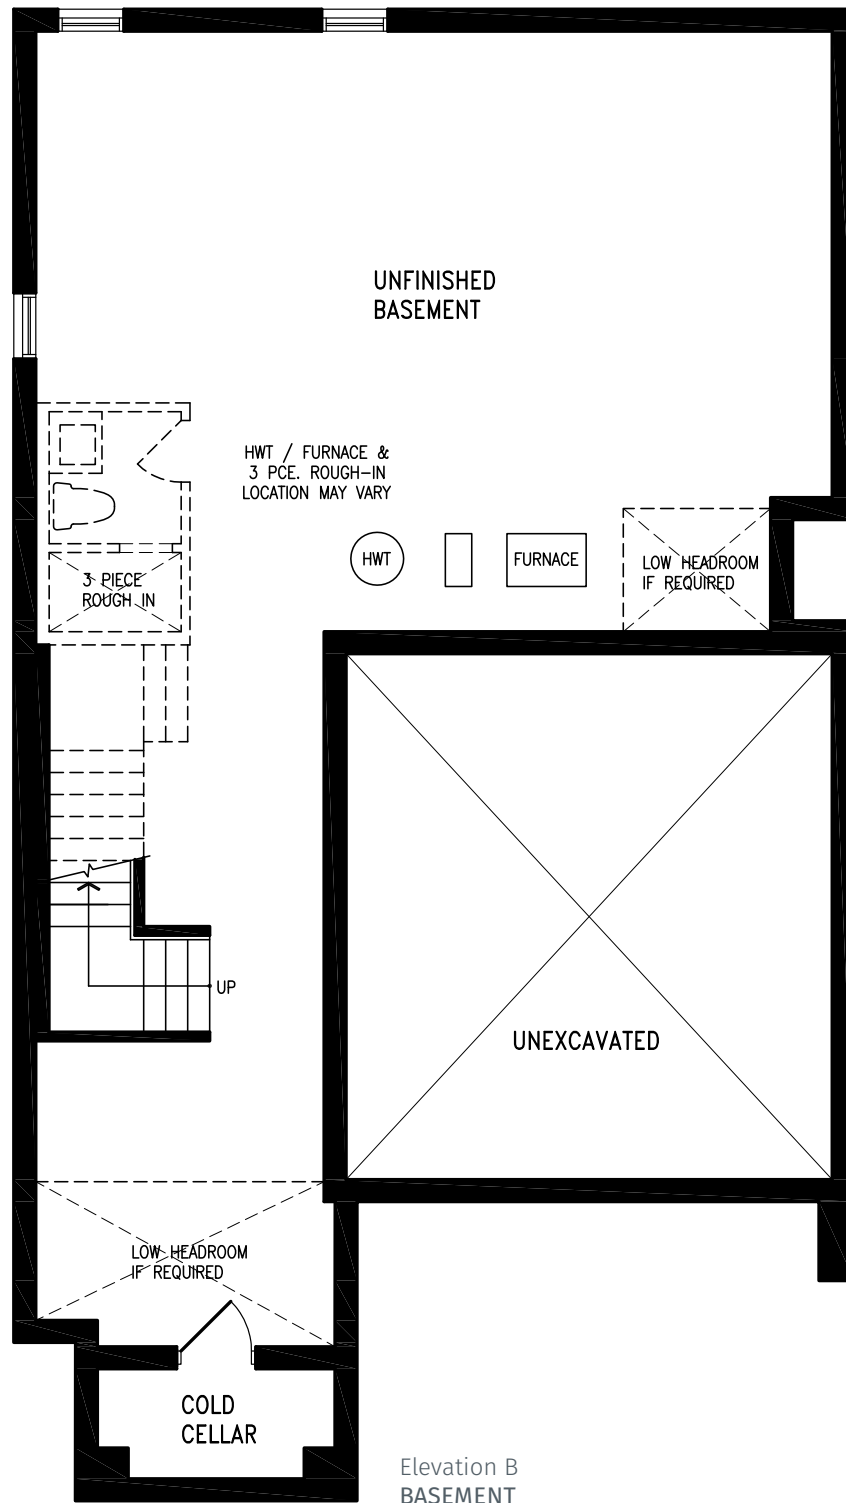 UNFINISHED
BASEMENT
HWT / FURNACE &
3 PCE. ROUGH-IN
LOCATION MAY VARY
HWT
FURNACE
LOW HEADROOM
IF REQUIRED
3 PIECE
ROUGH IN
UP
UNEXCAVATED
LOW HEADROOM
IF REQUIRED
COLD
CELLAR
Elevation B
BASEMENT